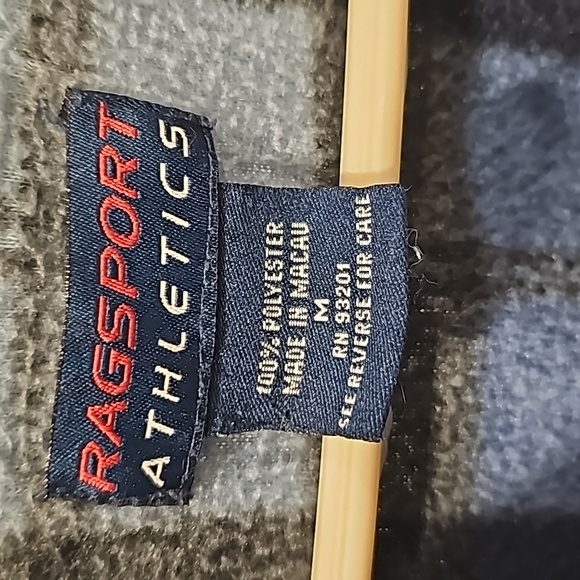 RAGSPORT
ATHLETICS
100% POLYESTER
MADE IN MACAU
M
RN 93201
SEE REVERSE FOR CARE